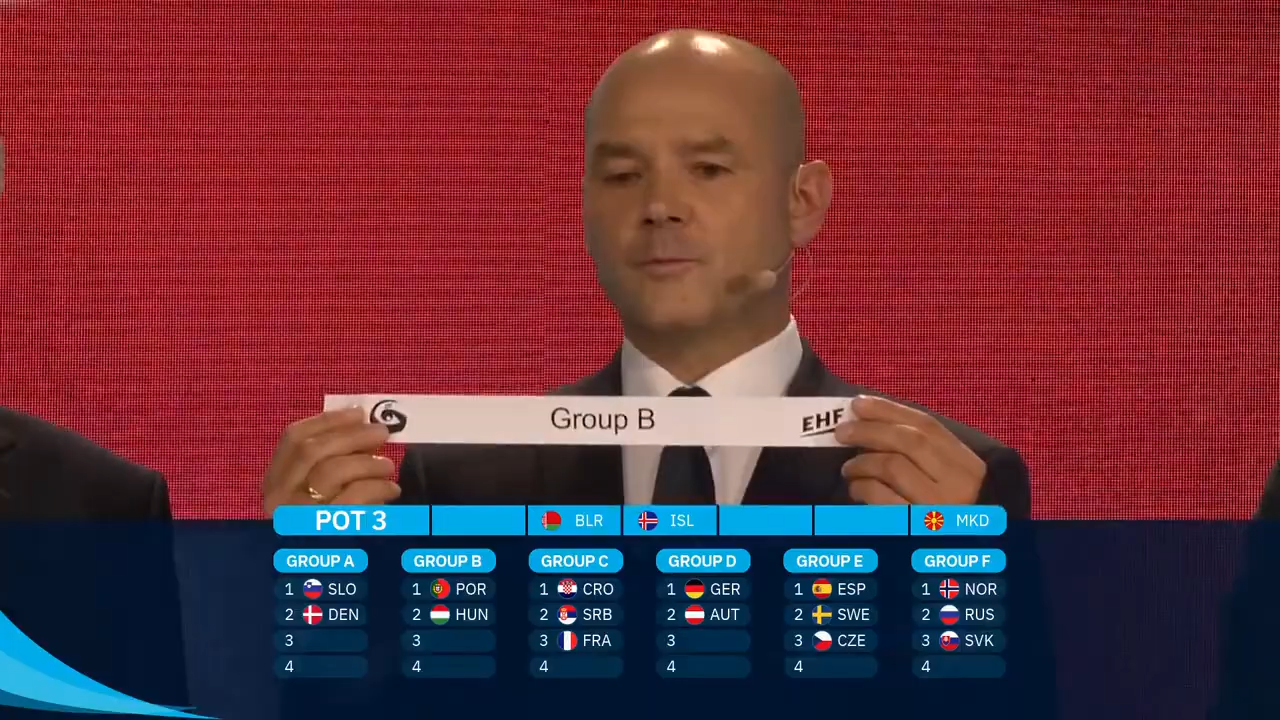 Group B
EHF
POT 3 BLR ISL MKD
GROUP A GROUP B GROUP C GROUP D GROUP E GROUP F
1 SLO 1 POR 1 CRO 1 GER 1 ESP 1 NOR
2 DEN 2 HUN 2 SRB 2 AUT 2 SWE 2 RUS
3 3 3 FRA 3 3 CZE 3 SVK
4 4 4 4 4 4